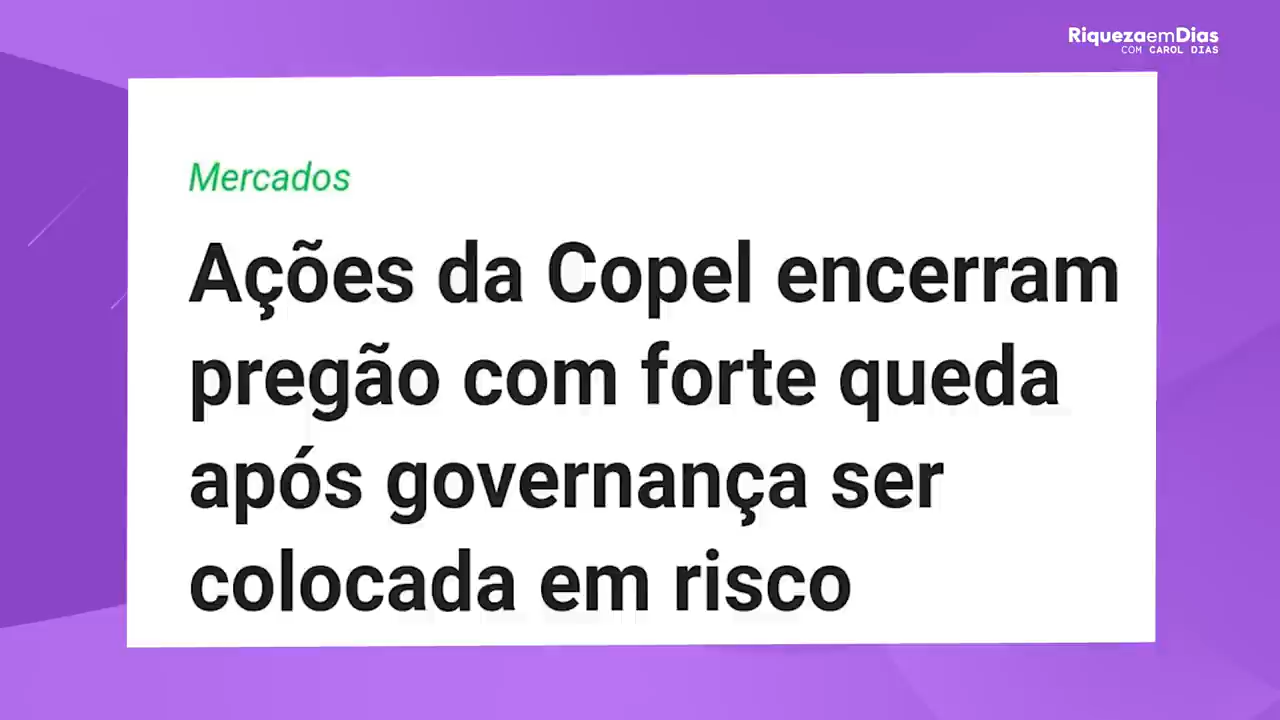 RiquezaemDias
COM CAROL DIAS
Mercados
Ações da Copel encerram
pregão com forte queda
após governança ser
colocada em risco